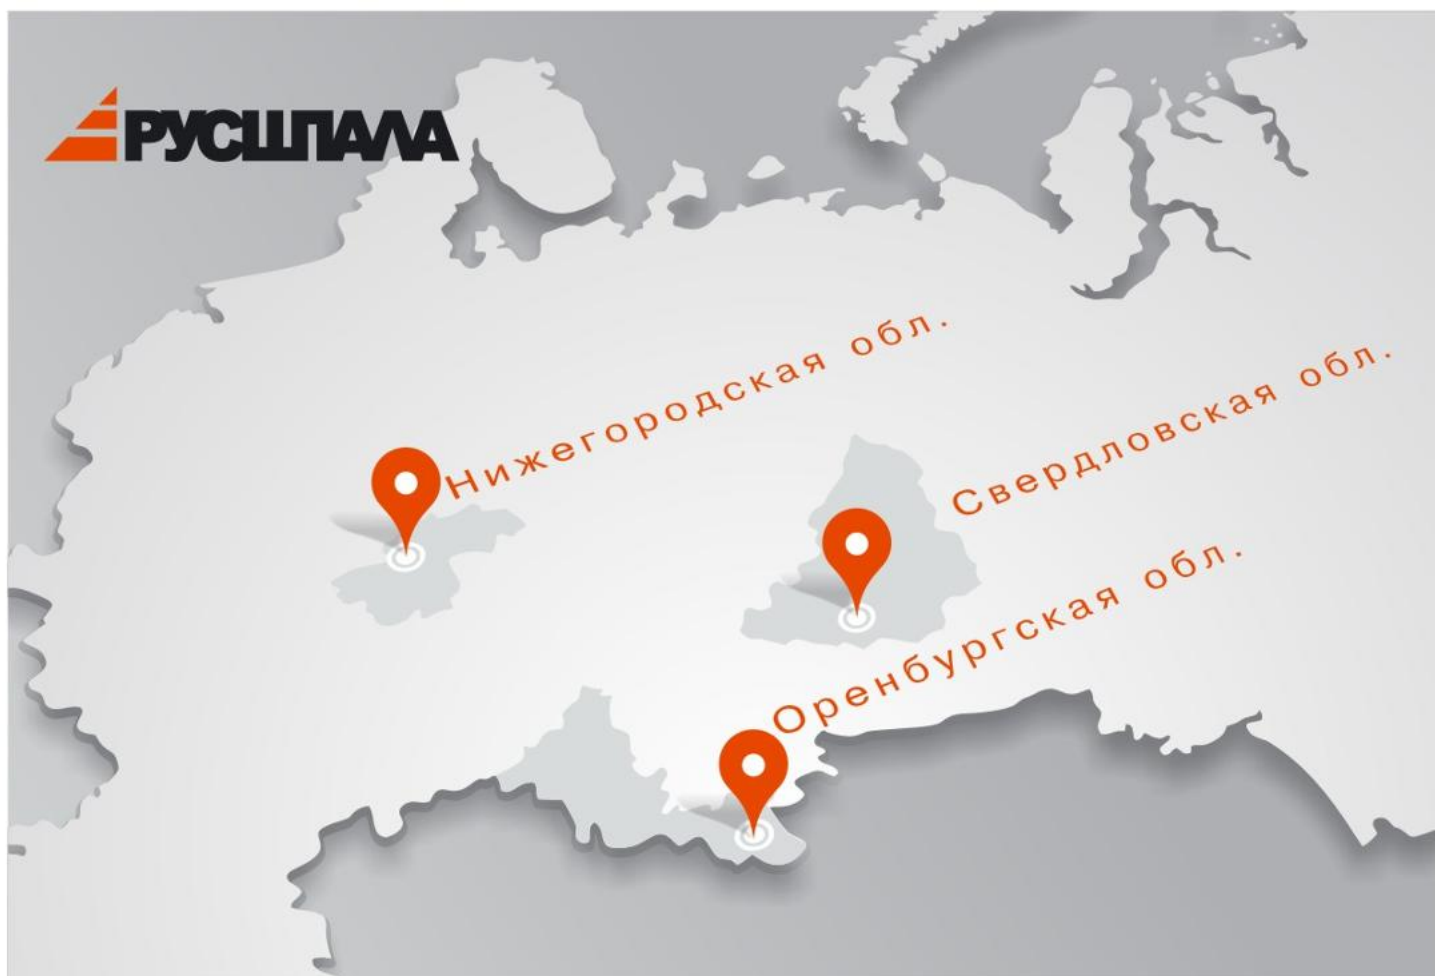 РУСШПАЛА
Нижегородская обл.
Свердловская обл.
Оренбургская обл.